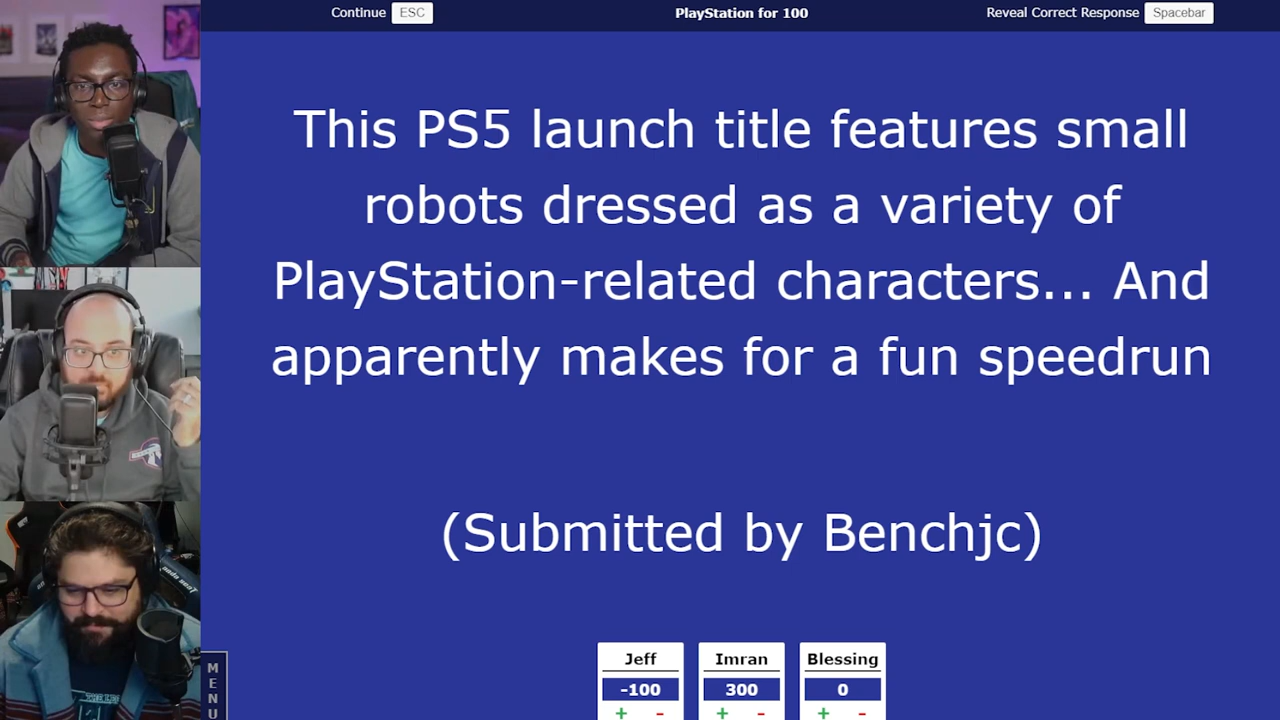 Continue ESC PlayStation for 100 Reveal Correct Response Spacebar
This PS5 launch title features small
robots dressed as a variety of
PlayStation-related characters... And
apparently makes for a fun speedrun
(Submitted by Benchjc)
MENU
Jeff Imran Blessing
-100 300 0
+ - + - + -